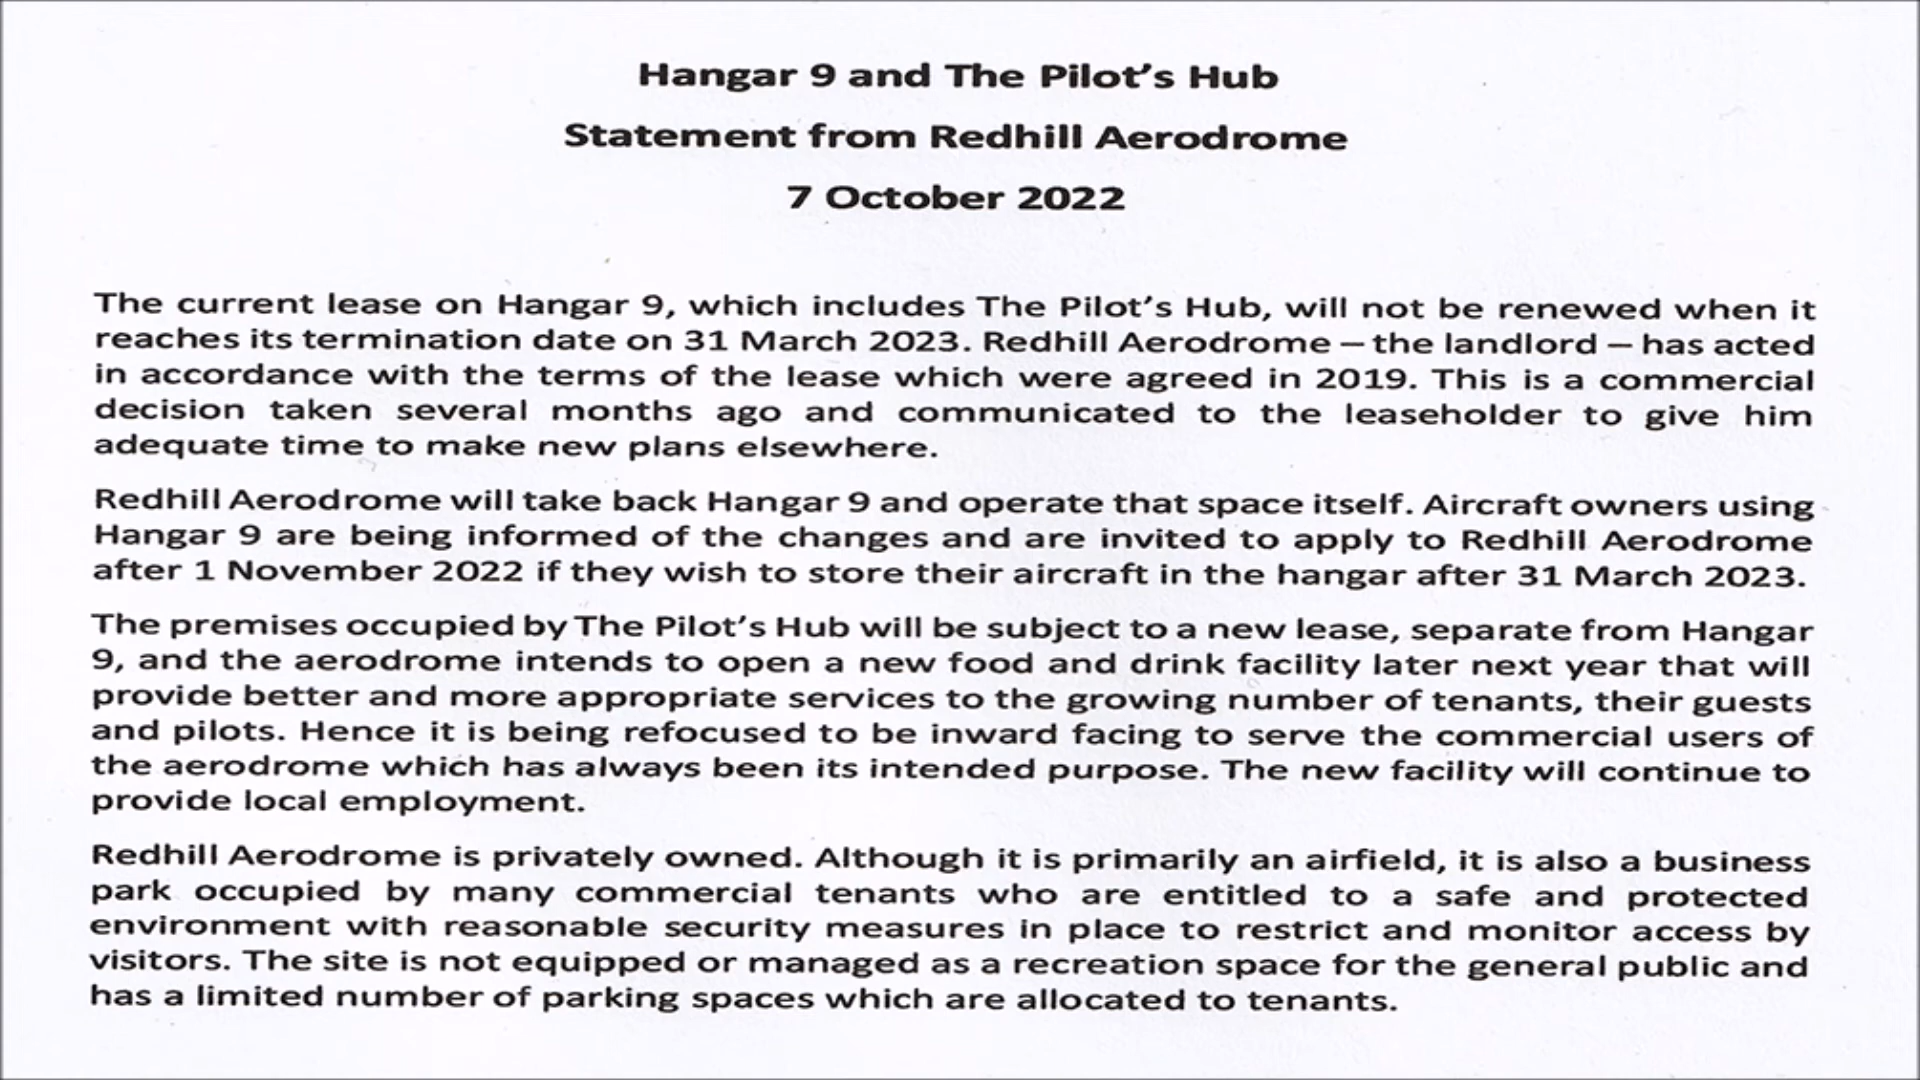 Hangar 9 and The Pilot’s Hub
Statement from Redhill Aerodrome
7 October 2022
The current lease on Hangar 9, which includes The Pilot’s Hub, will not be renewed when it
reaches its termination date on 31 March 2023. Redhill Aerodrome – the landlord – has acted
in accordance with the terms of the lease which were agreed in 2019. This is a commercial
decision taken several months ago and communicated to the leaseholder to give him
adequate time to make new plans elsewhere.
Redhill Aerodrome will take back Hangar 9 and operate that space itself. Aircraft owners using
Hangar 9 are being informed of the changes and are invited to apply to Redhill Aerodrome
after 1 November 2022 if they wish to store their aircraft in the hangar after 31 March 2023.
The premises occupied by The Pilot’s Hub will be subject to a new lease, separate from Hangar
9, and the aerodrome intends to open a new food and drink facility later next year that will
provide better and more appropriate services to the growing number of tenants, their guests
and pilots. Hence it is being refocused to be inward facing to serve the commercial users of
the aerodrome which has always been its intended purpose. The new facility will continue to
provide local employment.
Redhill Aerodrome is privately owned. Although it is primarily an airfield, it is also a business
park occupied by many commercial tenants who are entitled to a safe and protected
environment with reasonable security measures in place to restrict and monitor access by
visitors. The site is not equipped or managed as a recreation space for the general public and
has a limited number of parking spaces which are allocated to tenants.